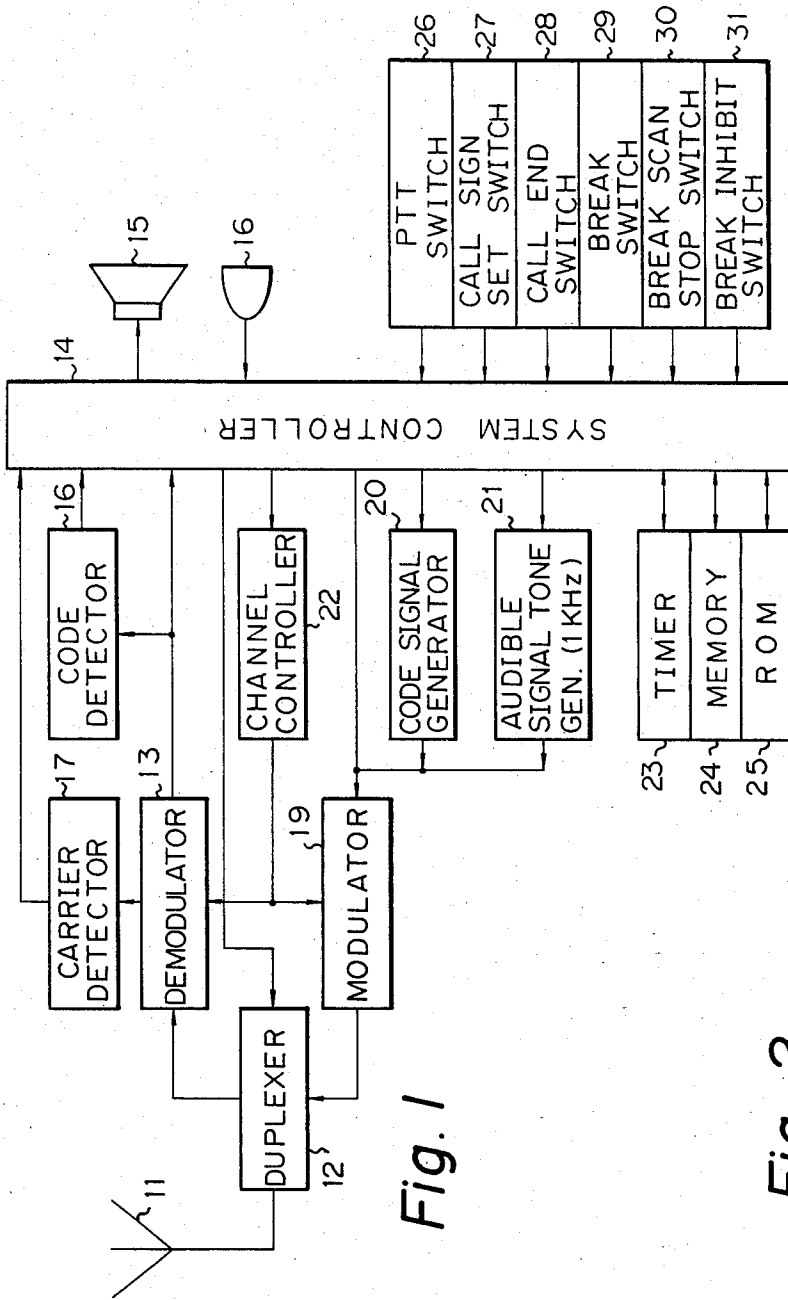 11
DUPLEXER
12
CARRIER
DETECTOR
17
DEMODULATOR
13
MODULATOR
19
CODE
DETECTOR
16
CHANNEL
CONTROLLER
22
CODE SIGNAL
GENERATOR
20
AUDIBLE
SIGNAL TONE
GEN. (1KHz)
21
TIMER
23
MEMORY
24
ROM
25
SYSTEM CONTROLLER
14
15
16
PTT
SWITCH
26
CALL SIGN
SET SWITCH
27
CALL END
SWITCH
28
BREAK
SWITCH
29
BREAK SCAN
STOP SWITCH
30
BREAK INHIBIT
SWITCH
31
Fig. 1